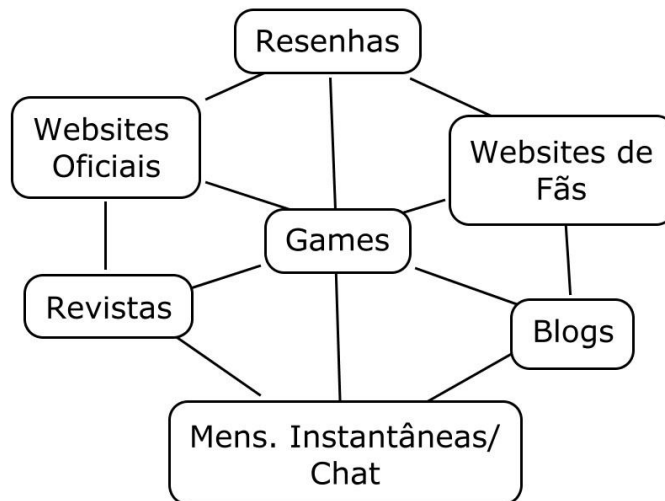 Resenhas
Websites
Oficiais
Websites de
Fãs
Games
Revistas
Blogs
Mens. Instantâneas/
Chat